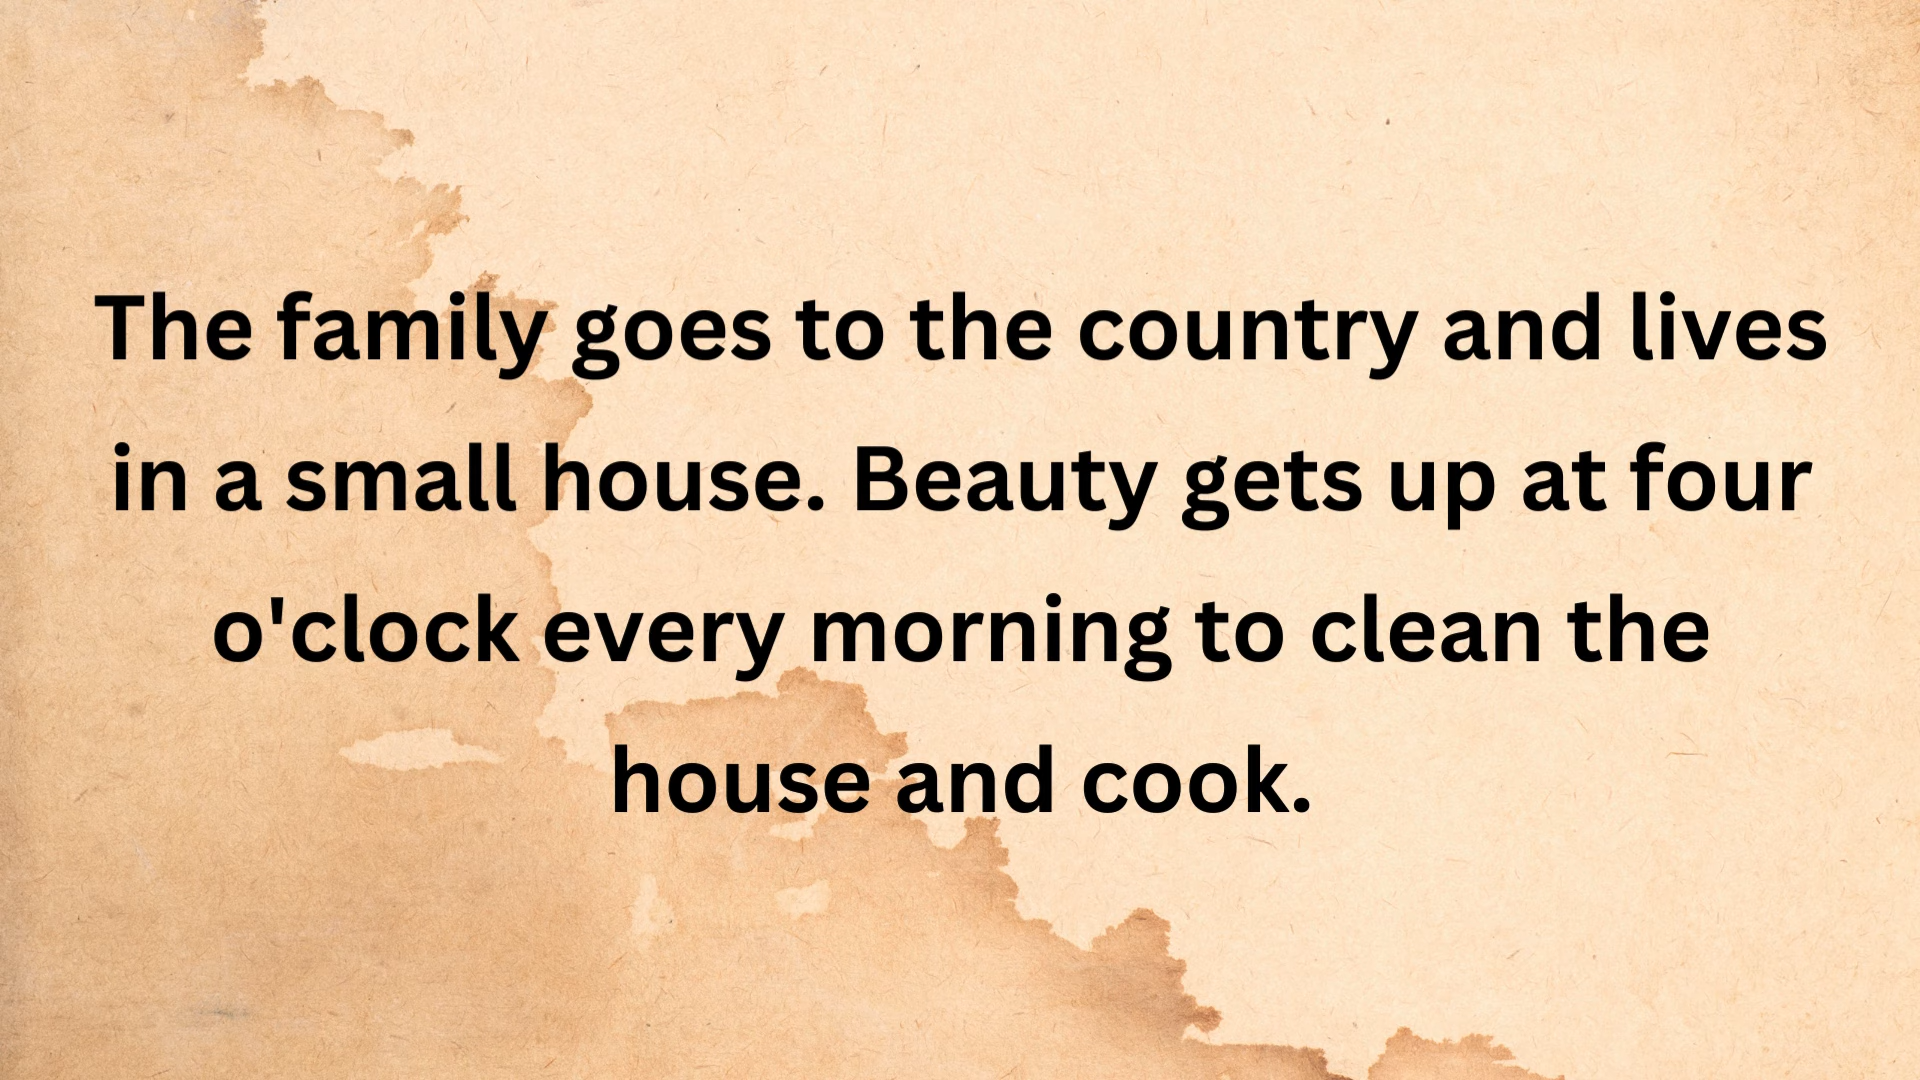 The family goes to the country and lives
in a small house. Beauty gets up at four
o'clock every morning to clean the
house and cook.